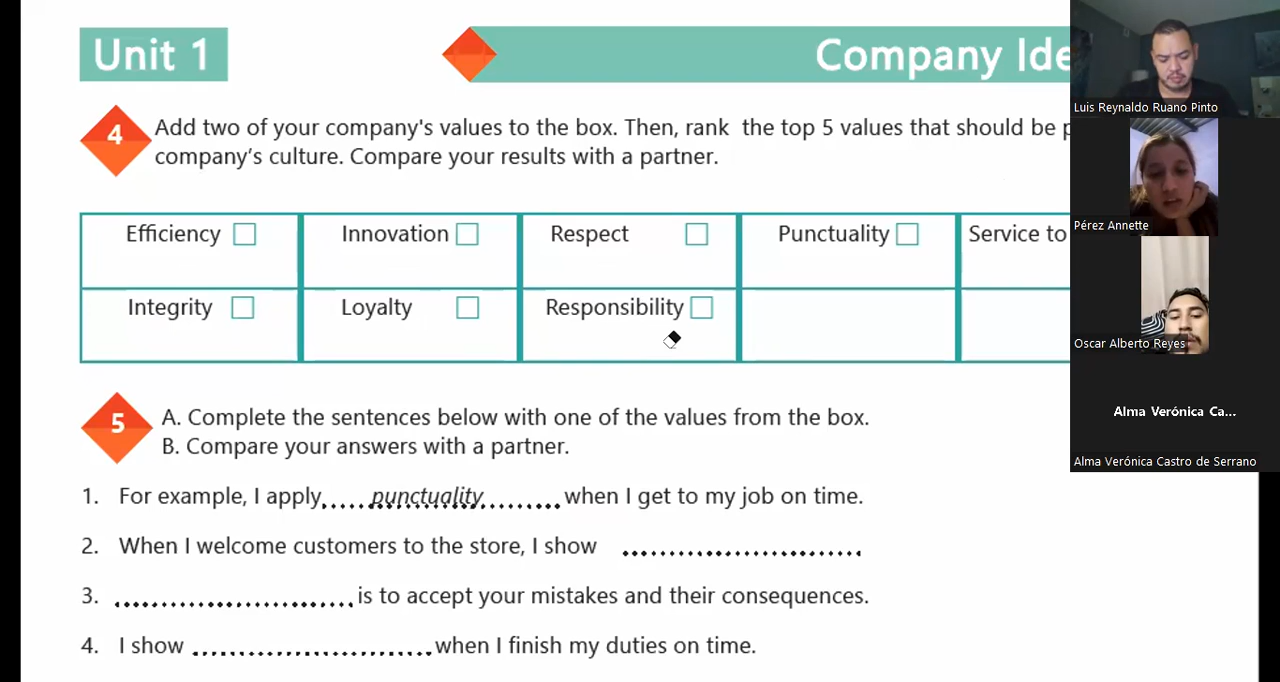 Unit 1
Company Ide
4
Add two of your company's values to the box. Then, rank the top 5 values that should be p
company's culture. Compare your results with a partner.
Efficiency Innovation Respect Punctuality Service to
Integrity Loyalty Responsibility
5
A. Complete the sentences below with one of the values from the box.
B. Compare your answers with a partner.
1. For example, I apply.....punctuality..........when I get to my job on time.
2. When I welcome customers to the store, I show ..............................
3. ..............................is to accept your mistakes and their consequences.
4. I show ..............................when I finish my duties on time.
Luis Reynaldo Ruano Pinto
Pérez Annette
Oscar Alberto Reyes
Alma Verónica Ca...
Alma Verónica Castro de Serrano